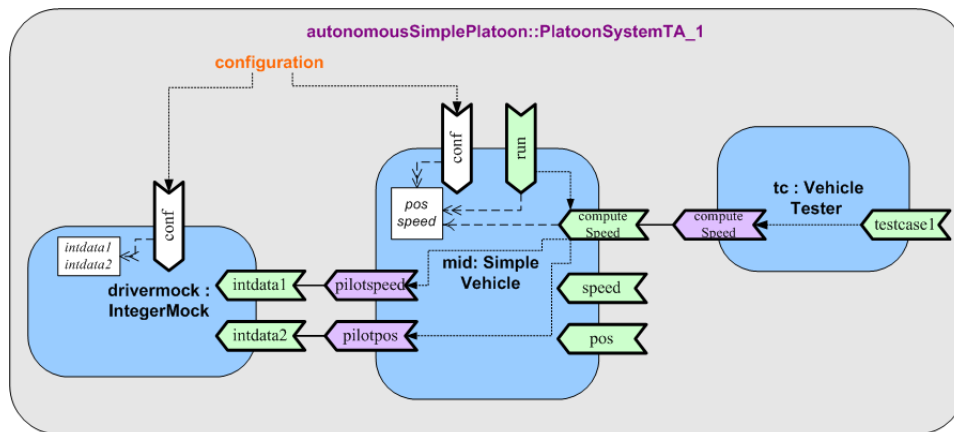 autonomousSimplePlatoon::PlatoonSystemTA_1
configuration
conf
run
pos
speed
compute
Speed
compute
Speed
tc : Vehicle
Tester
testcase1
conf
intdata1
intdata2
drivermock :
IntegerMock
intdata1
pilotspeed
mid: Simple
Vehicle
speed
intdata2
pilotpos
pos